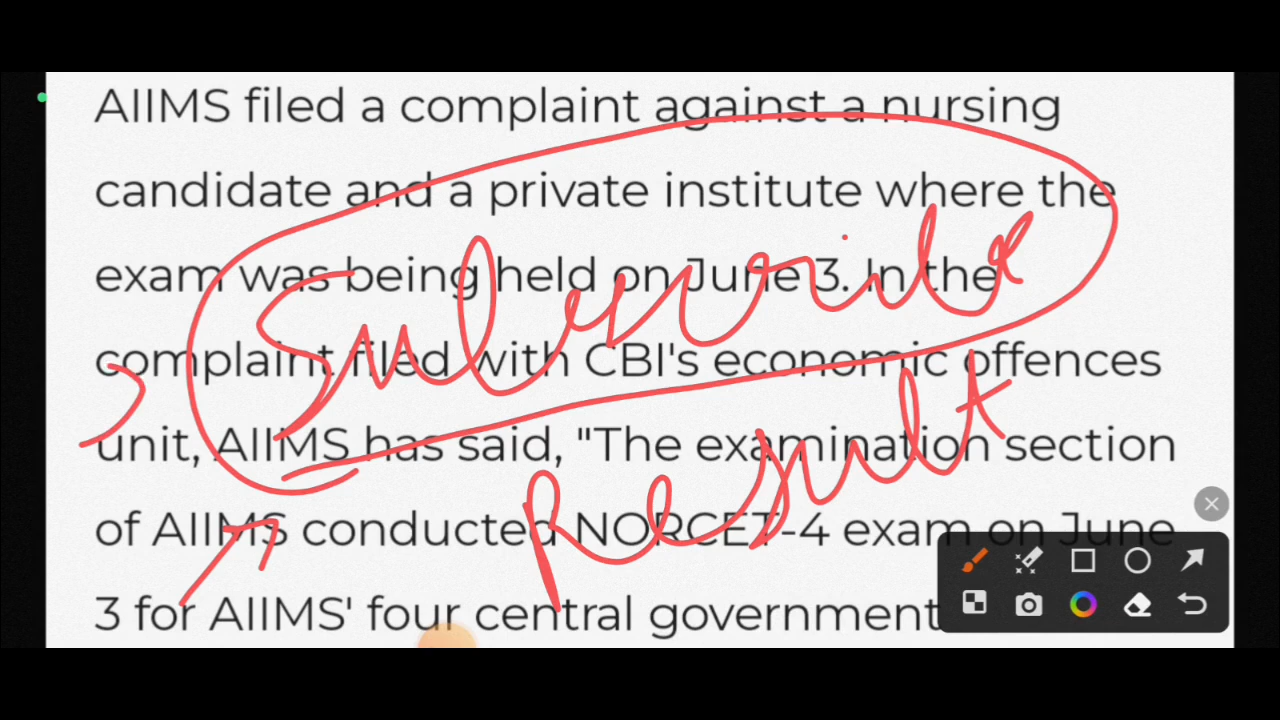 AIIMS filed a complaint against a nursing
candidate and a private institute where the
exam was being held on June 3. In the
Subscribe
complaint filed with CBI's economic offences
unit, AIIMS has said, "The examination section
Result
of AIIMS conducted NORCET-4 exam on June
3 for AIIMS' four central government